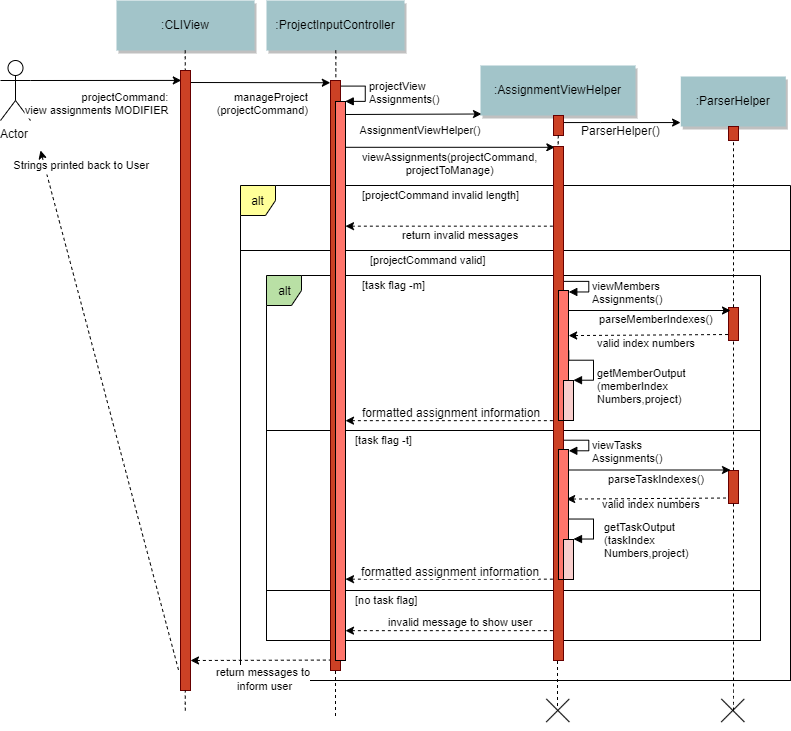 :CLIView
:ProjectInputController
:AssignmentViewHelper
:ParserHelper
projectView
Assignments()
projectCommand:
view assignments MODIFIER
manageProject
(projectCommand)
Actor
AssignmentViewHelper()
ParserHelper()
viewAssignments(projectCommand,
projectToManage)
Strings printed back to User
alt
[projectCommand invalid length]
return invalid messages
[projectCommand valid]
alt
[task flag -m]
viewMembers
Assignments()
parseMemberIndexes()
valid index numbers
getMemberOutput
(memberIndex
Numbers,project)
formatted assignment information
[task flag -t]
viewTasks
Assignments()
parseTaskIndexes()
valid index numbers
getTaskOutput
(taskIndex
Numbers,project)
formatted assignment information
[no task flag]
invalid message to show user
return messages to
inform user